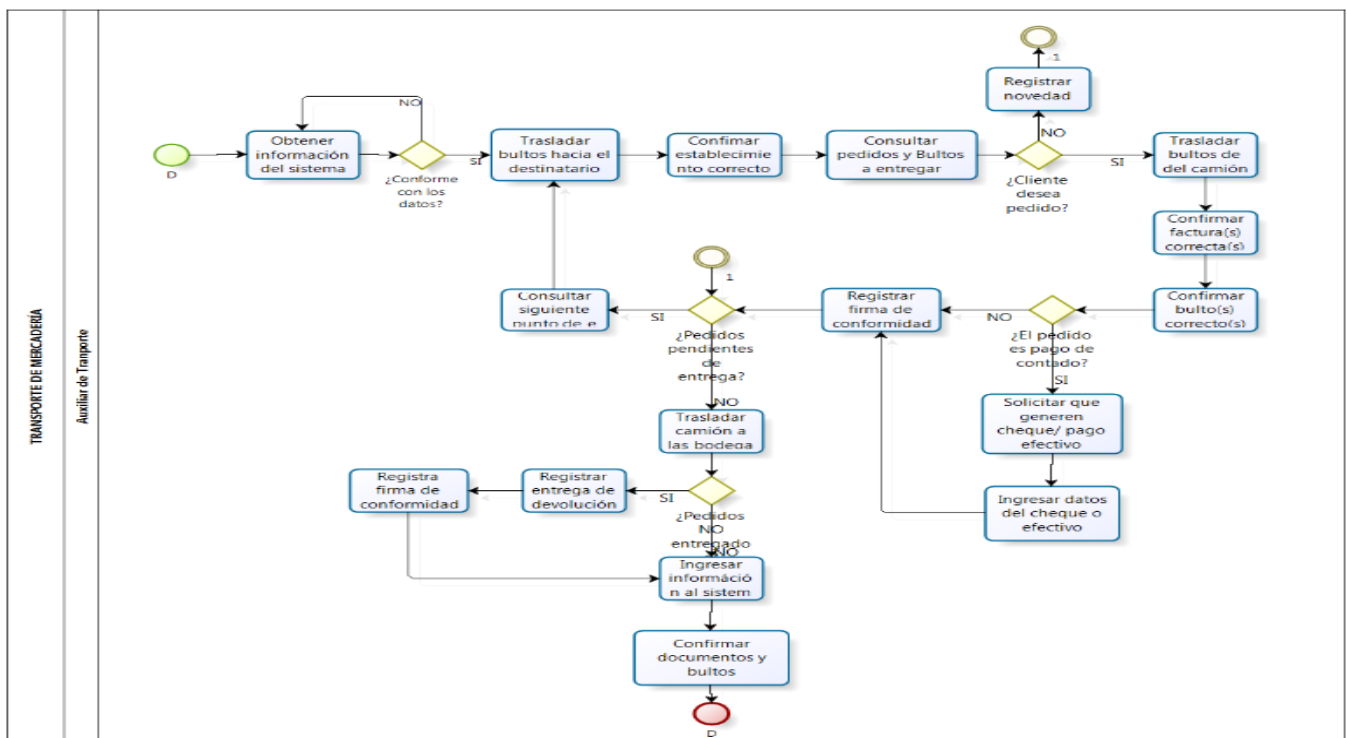 TRANSPORTE DE MERCADERÍA
Auxiliar de Tranporte
D
Obtener
información
del sistema
NO
¿Conforme
con los
datos?
SI
Trasladar
bultos hacia el
destinatario
Confimar
establecimie
nto correcto
Consultar
pedidos y Bultos
a entregar
1
Registrar
novedad
NO
¿Cliente
desea
pedido?
SI
Trasladar
bultos de
del camión
Confirmar
factura(s)
correcta(s)
Confirmar
bulto(s)
correcto(s)
¿El pedido
es pago de
contado?
NO
SI
Solicitar que
generen
cheque/ pago
efectivo
Ingresar datos
del cheque o
efectivo
Registrar
firma de
conformidad
1
¿Pedidos
pendientes
de
entrega?
SI
Consultar
siguiente
punto de e
NO
Trasladar
camión a
las bodega
¿Pedidos
NO
entregado
SI
Registrar
entrega de
devolución
Registra
firma de
conformidad
NO
Ingresar
informació
n al sistem
Confirmar
documentos y
bultos